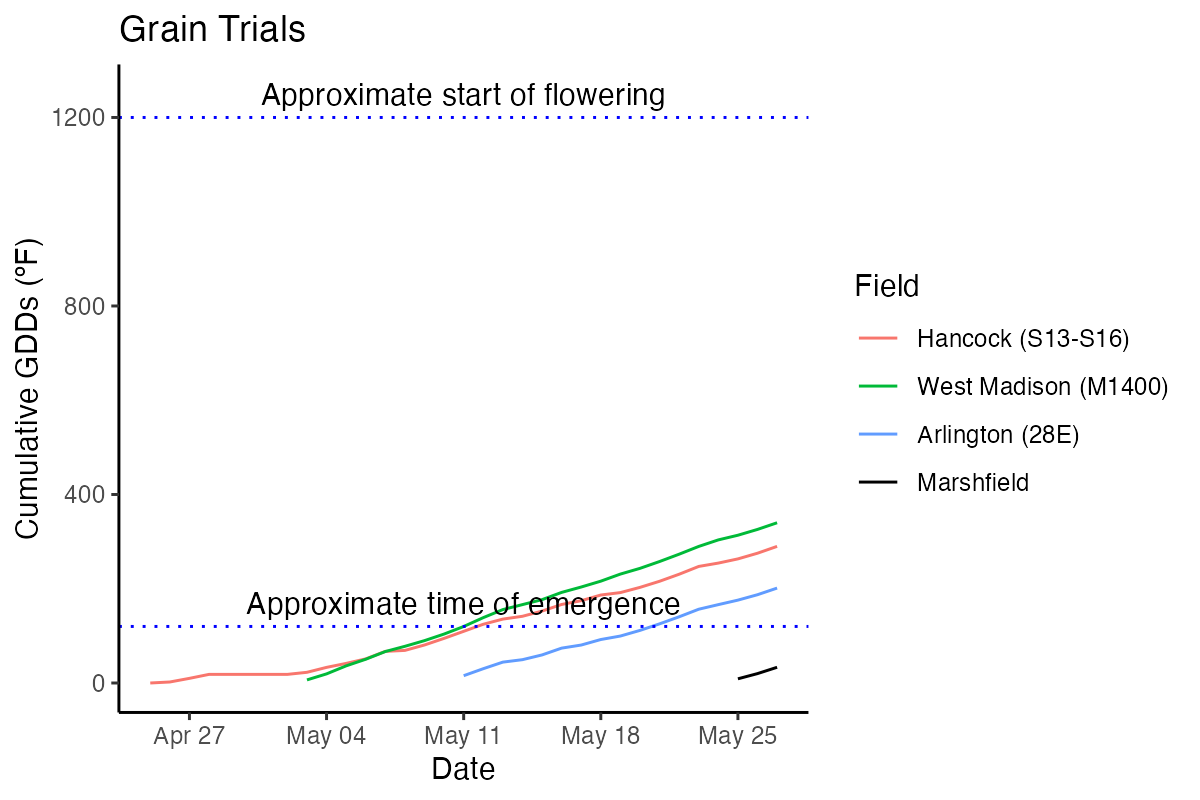 Grain Trials
Approximate start of flowering
1200
800
400
0
Approximate time of emergence
Cumulative GDDs (°F)
Apr 27
May 04
May 11
May 18
May 25
Date
Field
Hancock (S13-S16)
West Madison (M1400)
Arlington (28E)
Marshfield